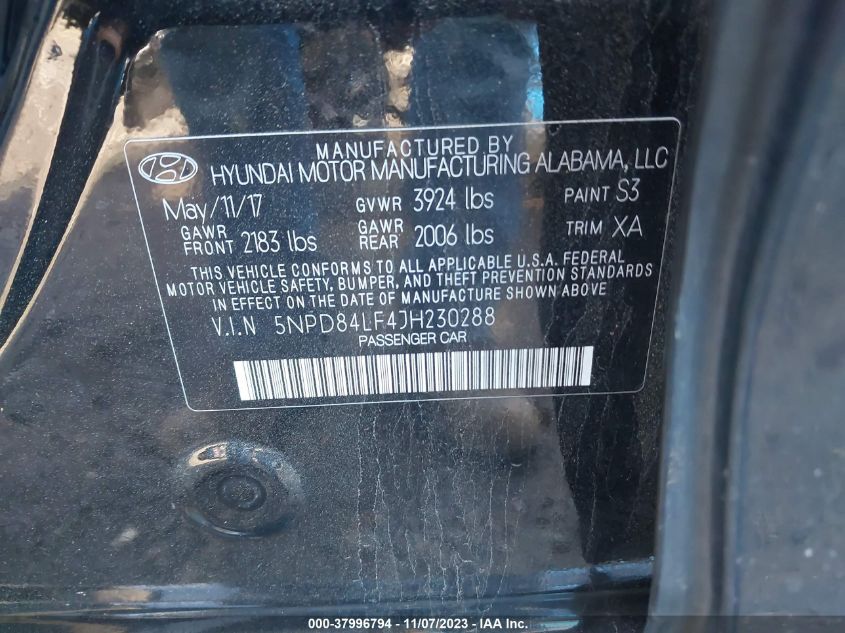 MANUFACTURED BY
HYUNDAI MOTOR MANUFACTURING ALABAMA, LLC
May/11/17 GVWR 3924 lbs PAINT S3
GAWR FRONT 2183 lbs GAWR REAR 2006 lbs TRIM XA
THIS VEHICLE CONFORMS TO ALL APPLICABLE U.S.A. FEDERAL
MOTOR VEHICLE SAFETY, BUMPER, AND THEFT PREVENTION STANDARDS
IN EFFECT ON THE DATE OF MANUFACTURE SHOWN ABOVE
V.I.N 5NPD84LF4JH230288
PASSENGER CAR
000-37996794 - 11/07/2023 - IAAI.com